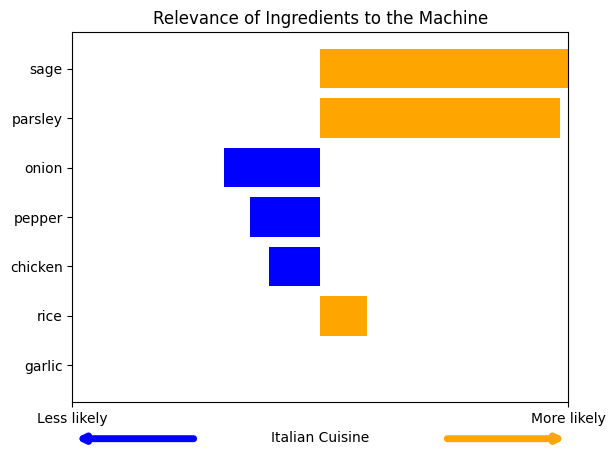 Relevance of Ingredients to the Machine
sage
parsley
onion
pepper
chicken
rice
garlic
Less likely
More likely
Italian Cuisine